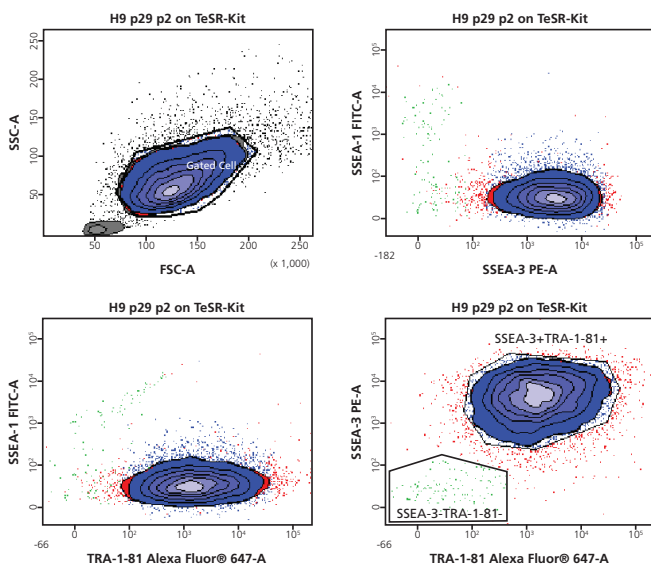 H9 p29 p2 on TeSR-Kit
SSC-A
250
200
150
100
50
Gated Cell
50
100
150
200
250
(x 1,000)
FSC-A
H9 p29 p2 on TeSR-Kit
SSEA-1 FITC-A
10⁵
10⁴
10³
10²
0
-182
0
10²
10³
10⁴
10⁵
SSEA-3 PE-A
H9 p29 p2 on TeSR-Kit
SSEA-1 FITC-A
10⁵
10⁴
10³
10²
0
-66
0
10²
10³
10⁴
10⁵
TRA-1-81 Alexa Fluor® 647-A
H9 p29 p2 on TeSR-Kit
SSEA-3+TRA-1-81+
SSEA-3 PE-A
10⁵
10⁴
10³
10²
0
SSEA-3-TRA-1-81-
-66
0
10²
10³
10⁴
10⁵
TRA-1-81 Alexa Fluor® 647-A